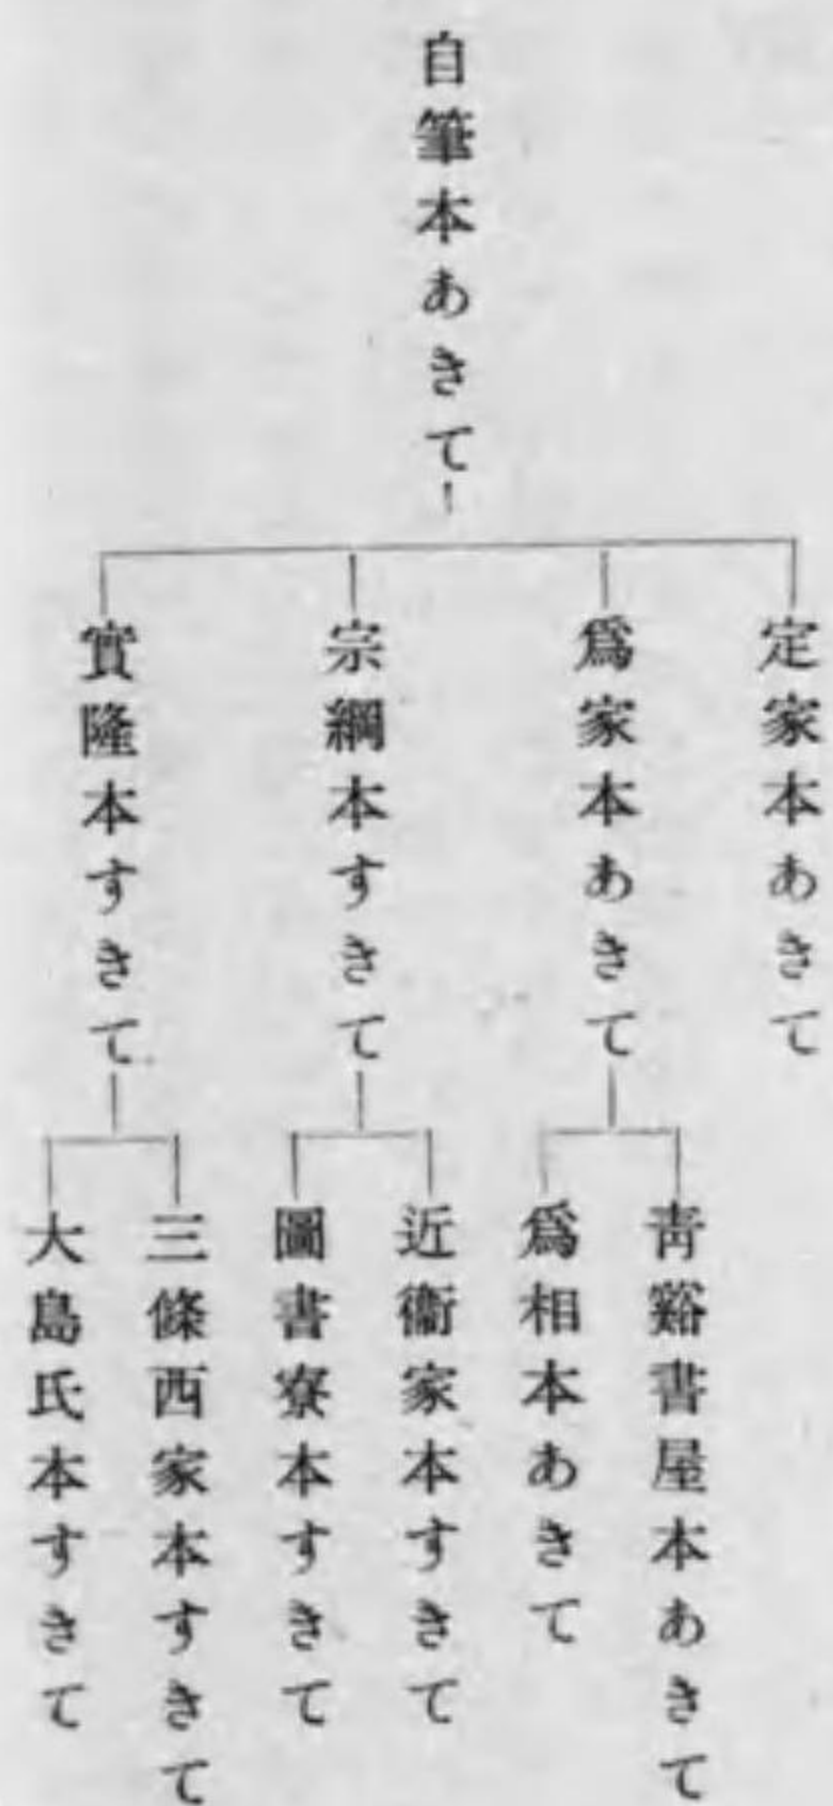 自筆本あきて
定家本あきて
爲家本あきて
宗綱本すきて
實隆本すきて
靑谿書屋本あきて
爲相本あきて
近衞家本すきて
圖書寮本すきて
三條西家本すきて
大島氏本すきて